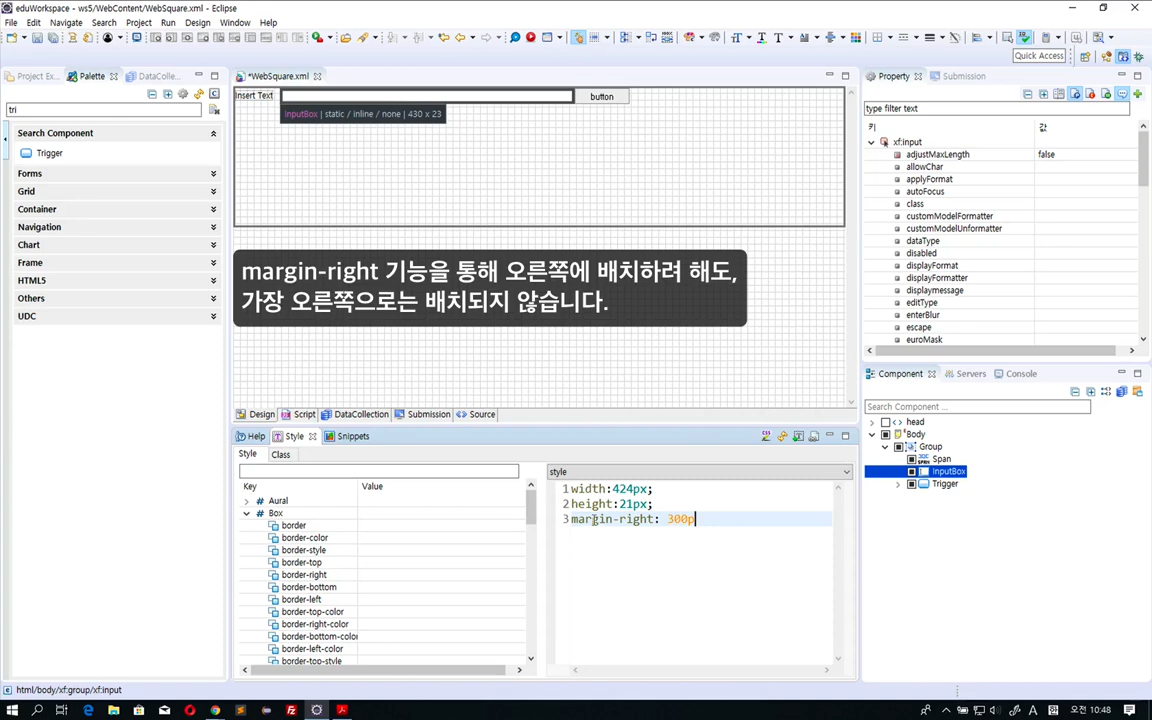 eduWorkspace - ws5/WebContent/WebSquare.xml - Eclipse
File Edit Navigate Search Project Run Design Window Help
Quick Access
Project Ex... Palette DataColle...
*WebSquare.xml
Property Submission
tri
Search Component
Trigger
Forms
Grid
Container
Navigation
Chart
Frame
HTML5
Others
UDC
Insert Text
button
InputBox | static / inline / none | 430 x 23
margin-right 기능을 통해 오른쪽에 배치하려 해도,
가장 오른쪽으로는 배치되지 않습니다.
Design Script DataCollection Submission Source
type filter text
키 값
xf:input
adjustMaxLength false
allowChar
applyFormat
autoFocus
class
customModelFormatter
customModelUnformatter
dataType
disabled
displayFormat
displayFormatter
displaymessage
editType
enterBlur
escape
euroMask
Component Servers Console
Search Component ...
head
Body
Group
Span
InputBox
Trigger
Help Style Snippets
Style Class
Key Value
Aural
Box
border
border-color
border-style
border-top
border-right
border-bottom
border-left
border-top-color
border-right-color
border-bottom-color
border-left-color
border-top-style
style
1 width:424px;
2 height:21px;
3 margin-right: 300p
html/body/xf:group/xf:input
A 오전 10:48